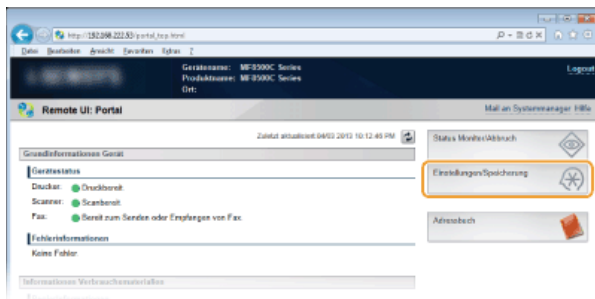 http://192.168.222.53/portal_top.html
Datei Bearbeiten Ansicht Favoriten Extras ?
Gerätename: MF8500C Series
Produktname: MF8500C Series
Ort:
Logout
Remote UI: Portal
Mail an Systemmanager Hilfe
Zuletzt aktualisiert:04/03 2013 10:12:45 PM
Grundinformationen Gerät
Gerätestatus
Drucker: Druckbereit.
Scanner: Scanbereit.
Fax: Bereit zum Senden oder Empfangen von Fax.
Fehlerinformationen
Keine Fehler.
Informationen Verbrauchsmaterialien
Status Monitor/Abbruch
Einstellungen/Speicherung
Adressbuch